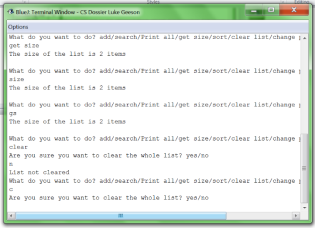 BlueJ: Terminal Window - CS Dossier Luke Geeson
Options
What do you want to do? add/search/Print all/get size/sort/clear list/change p
get size
The size of the list is 2 items
What do you want to do? add/search/Print all/get size/sort/clear list/change p
size
The size of the list is 2 items
What do you want to do? add/search/Print all/get size/sort/clear list/change p
gs
The size of the list is 2 items
What do you want to do? add/search/Print all/get size/sort/clear list/change p
clear
Are you sure you want to clear the whole list? yes/no
n
List not cleared
What do you want to do? add/search/Print all/get size/sort/clear list/change p
c
Are you sure you want to clear the whole list? yes/no